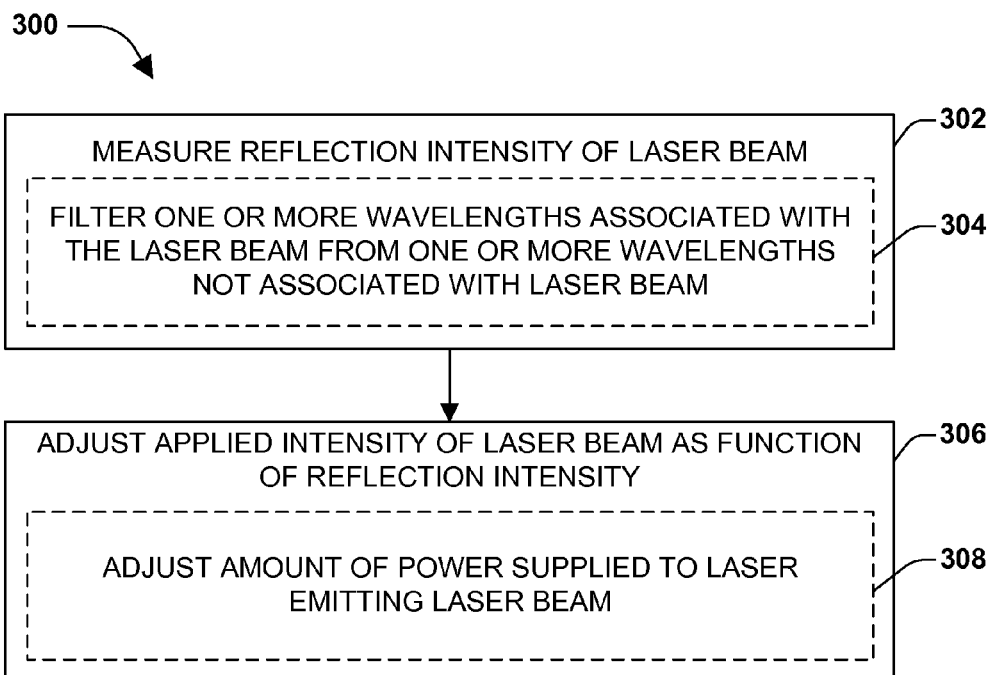 300
302
MEASURE REFLECTION INTENSITY OF LASER BEAM
FILTER ONE OR MORE WAVELENGTHS ASSOCIATED WITH
THE LASER BEAM FROM ONE OR MORE WAVELENGTHS
NOT ASSOCIATED WITH LASER BEAM
304
ADJUST APPLIED INTENSITY OF LASER BEAM AS FUNCTION
OF REFLECTION INTENSITY
306
ADJUST AMOUNT OF POWER SUPPLIED TO LASER
EMITTING LASER BEAM
308